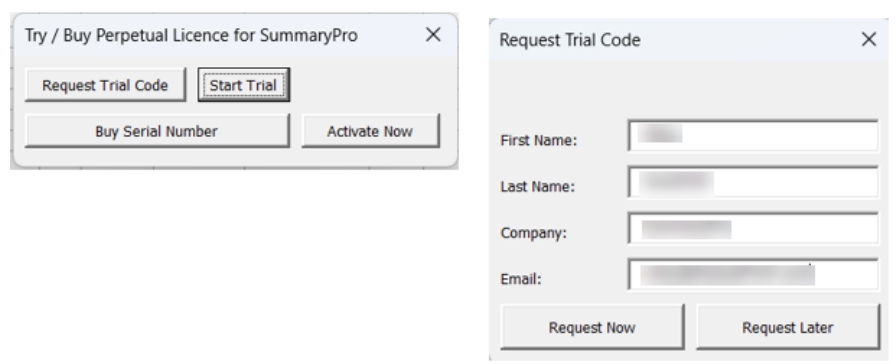 Try / Buy Perpetual Licence for SummaryPro
Request Trial Code
Start Trial
Buy Serial Number
Activate Now
Request Trial Code
First Name:
Last Name:
Company:
Email:
Request Now
Request Later